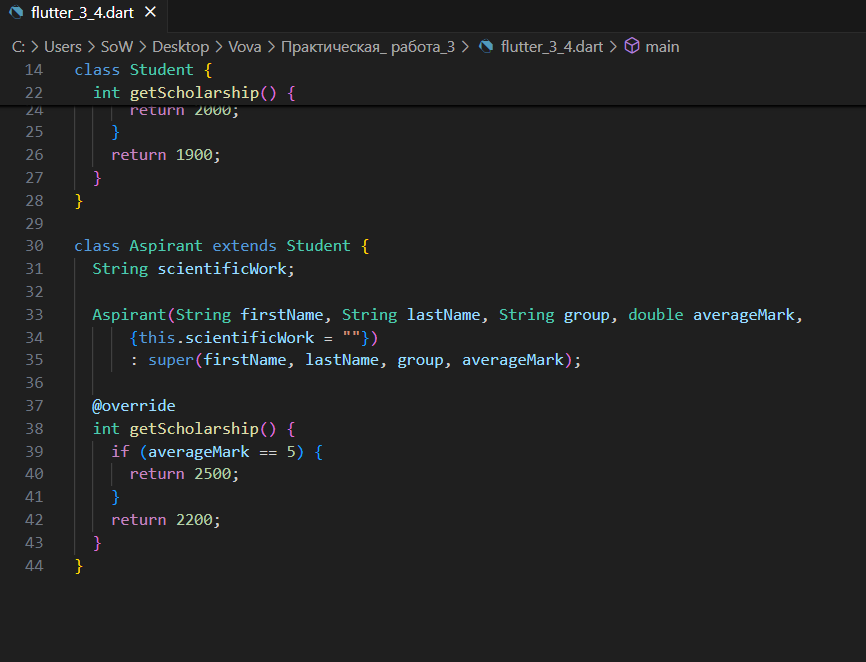 flutter_3_4.dart ✕
C: > Users > SoW > Desktop > Vova > Практическая_ работа_3 > flutter_3_4.dart > main
14 class Student {
22 int getScholarship() {
24 return 2000;
25 }
26 return 1900;
27 }
28 }
29
30 class Aspirant extends Student {
31 String scientificWork;
32
33 Aspirant(String firstName, String lastName, String group, double averageMark,
34 {this.scientificWork = ""})
35 : super(firstName, lastName, group, averageMark);
36
37 @override
38 int getScholarship() {
39 if (averageMark == 5) {
40 return 2500;
41 }
42 return 2200;
43 }
44 }